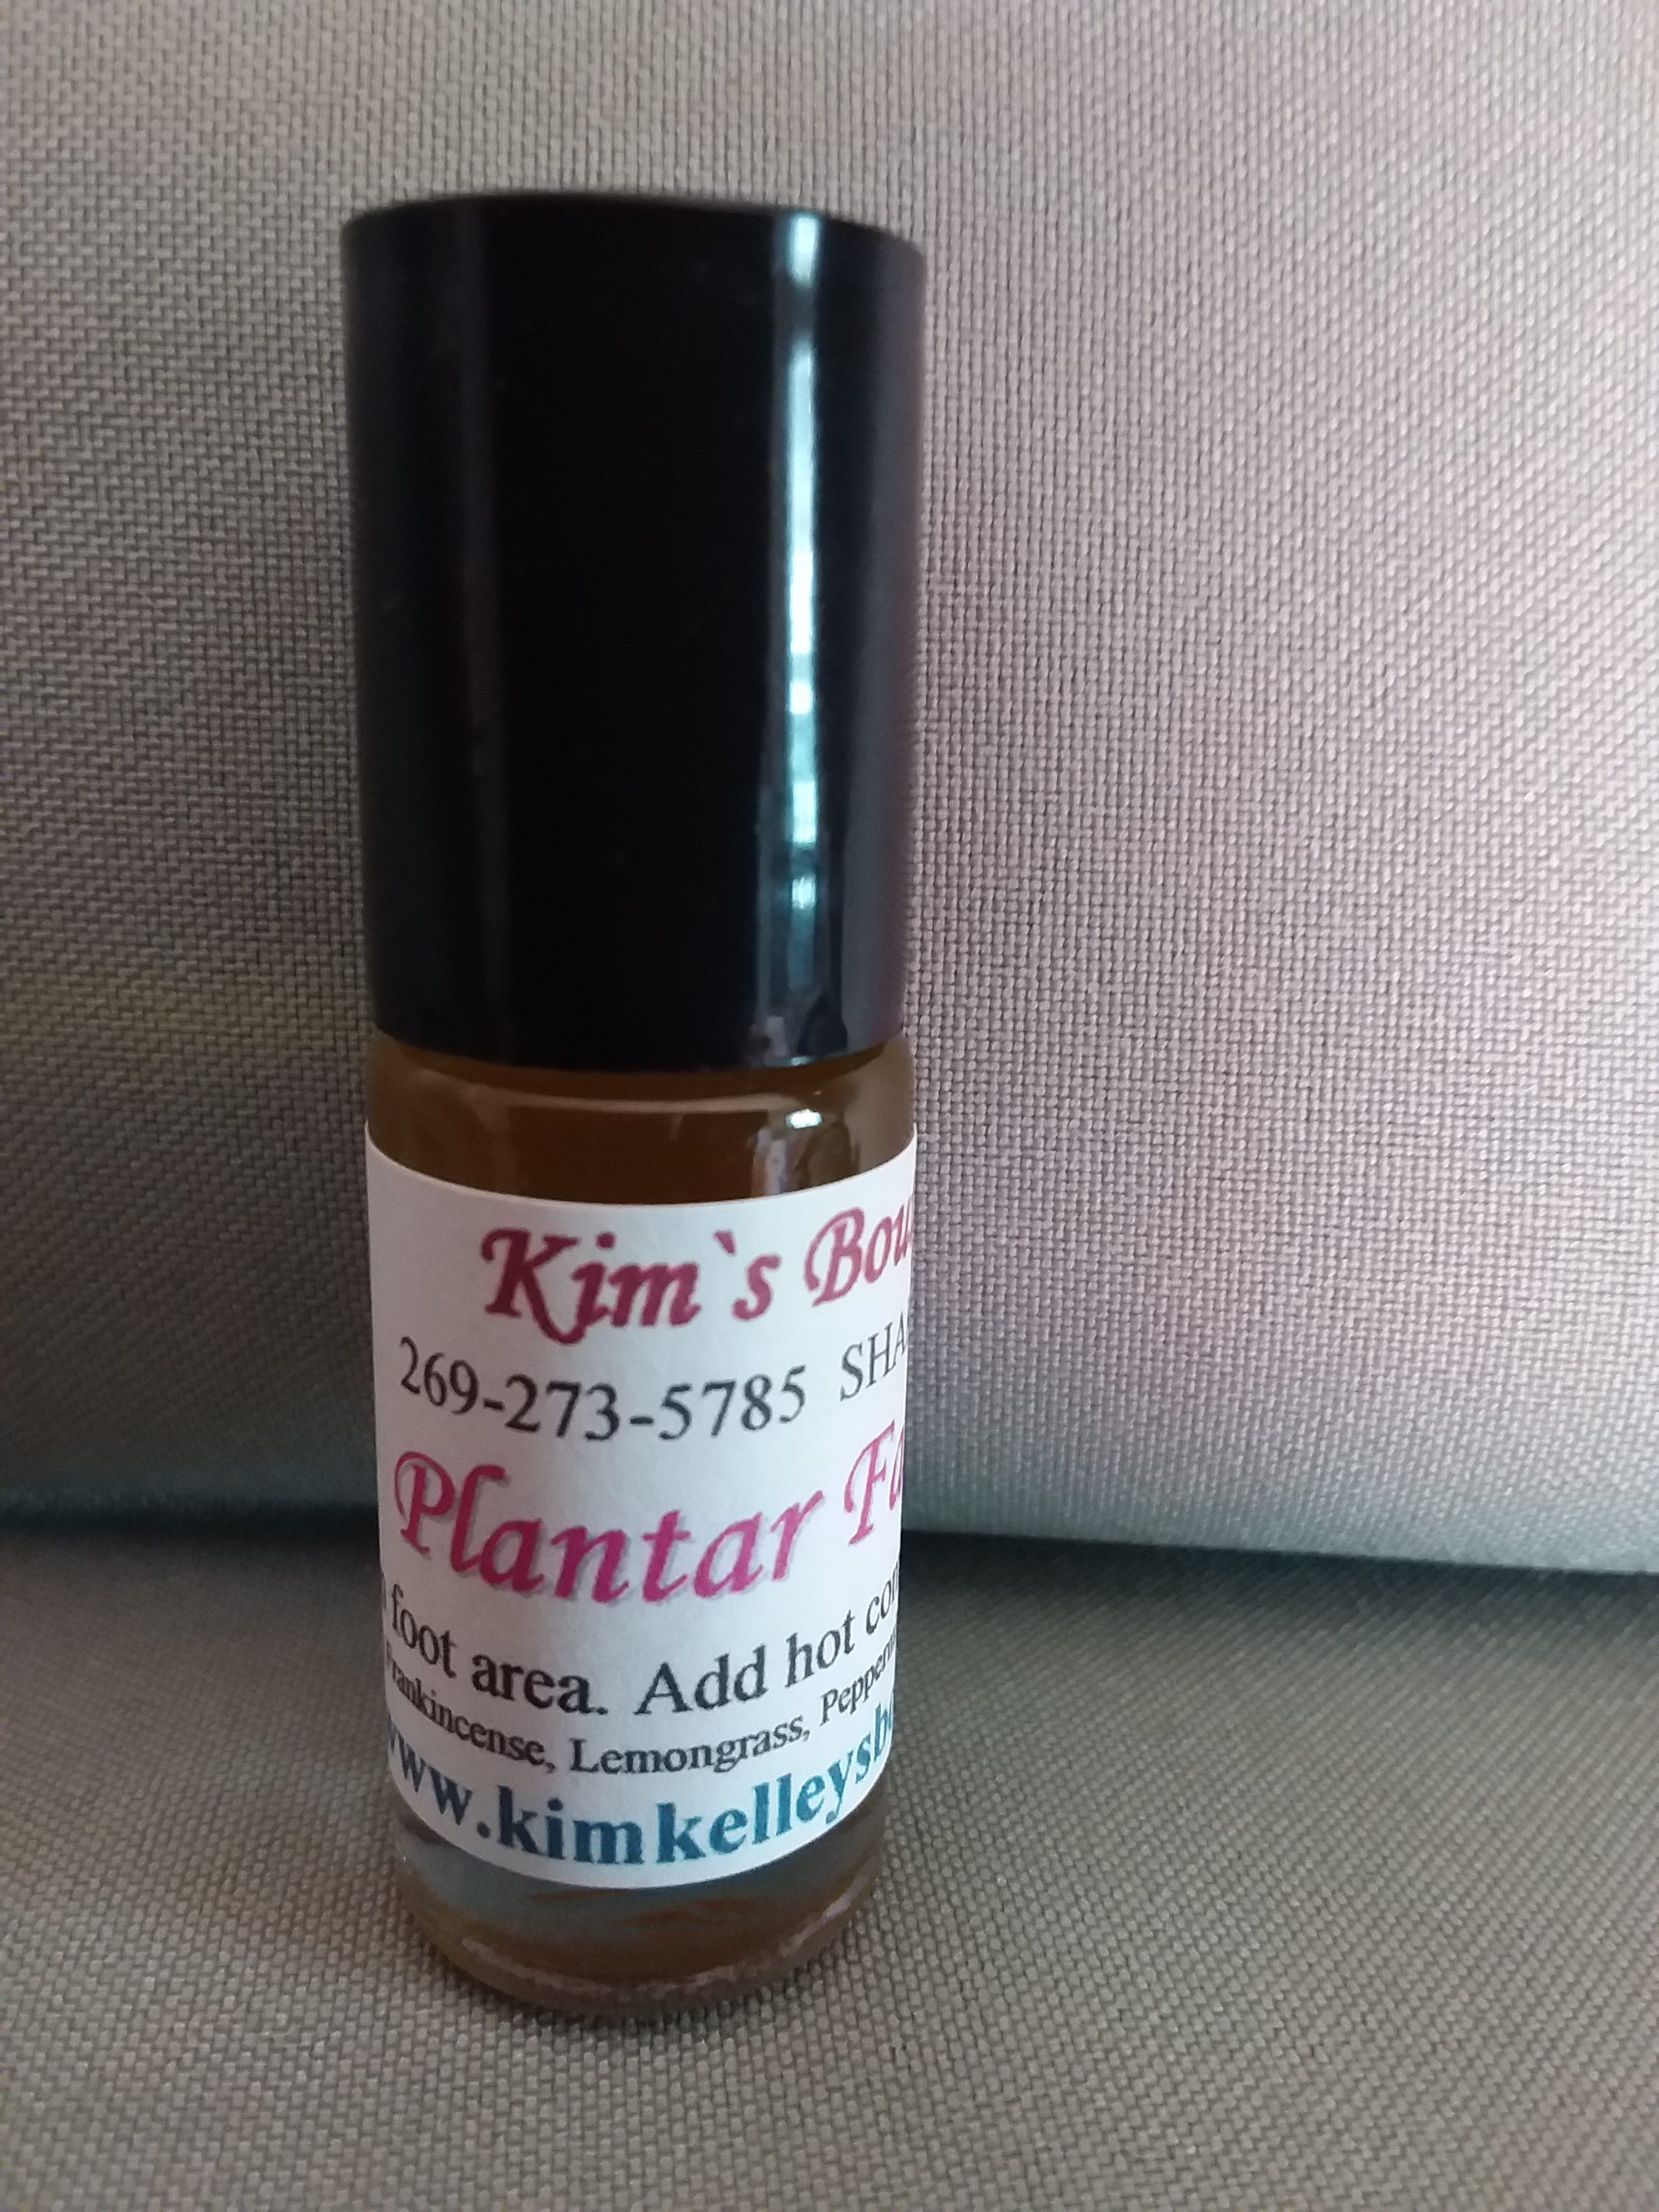 Kim`s Bou
269-273-5785 SHA
Plantar Fa
foot area. Add hot co
Frankincense, Lemongrass, Pepperm
www.kimkelleysb